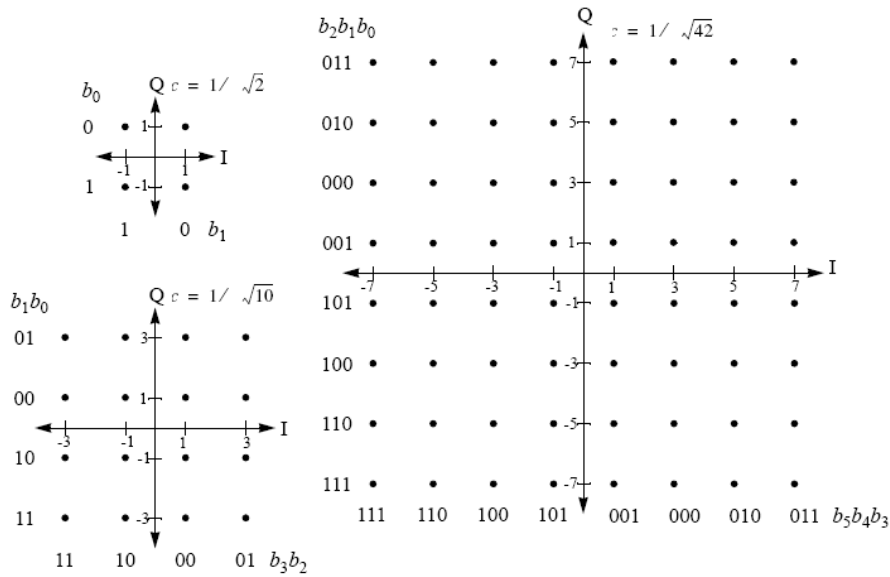 b₀
Q c = 1/ √2
0
1
1
-1
1
I
-1
1 0 b₁
b₁b₀
Q c = 1/ √10
01
3
00
1
-3 -1 1 3
I
10
-1
11
-3
11 10 00 01 b₃b₂
b₂b₁b₀
Q
c = 1/ √42
011
7
010
5
000
3
001
1
-7 -5 -3 -1 1 3 5 7
I
101
-1
100
-3
110
-5
111
-7
111 110 100 101 001 000 010 011 b₅b₄b₃